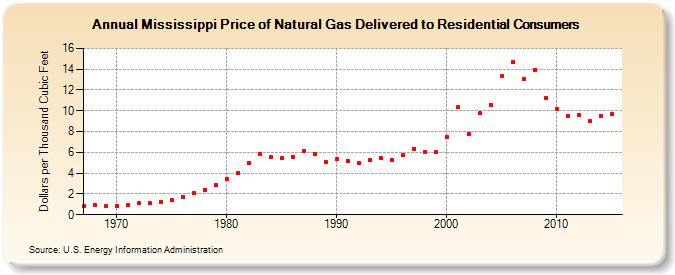 Annual Mississippi Price of Natural Gas Delivered to Residential Consumers
Dollars per Thousand Cubic Feet
16
14
12
10
8
6
4
2
0
1970 1980 1990 2000 2010
Source: U.S. Energy Information Administration